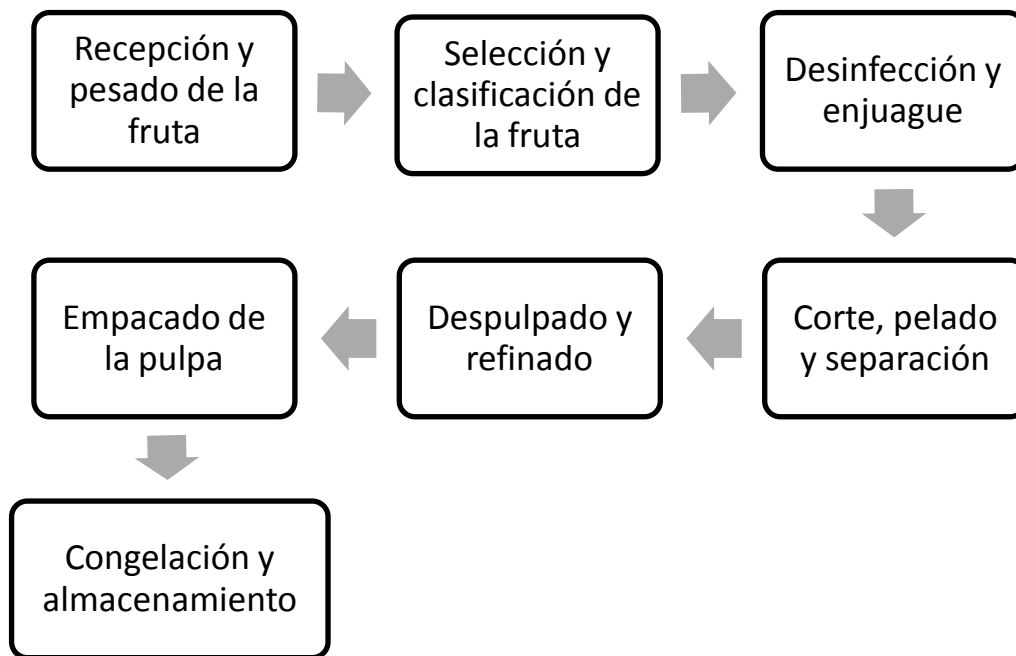 Recepción y
pesado de la
fruta
Selección y
clasificación de
la fruta
Desinfección y
enjuague
Corte, pelado
y separación
Despulpado y
refinado
Empacado de
la pulpa
Congelación y
almacenamiento